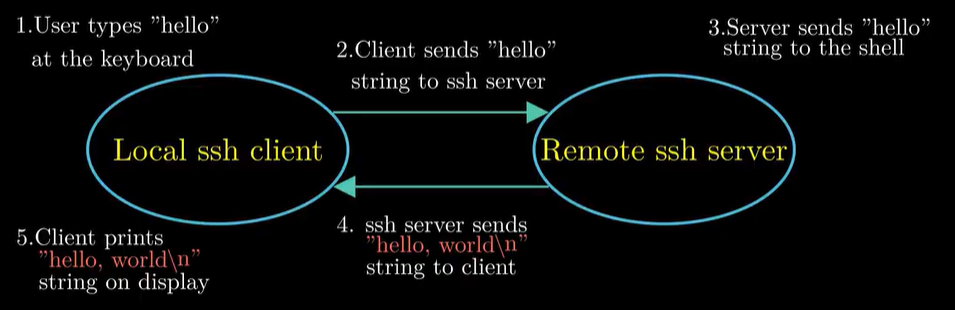 1.User types ”hello”
at the keyboard
2.Client sends ”hello”
string to ssh server
3.Server sends ”hello”
string to the shell
Local ssh client
Remote ssh server
4. ssh server sends
”hello, world\n”
string to client
5.Client prints
”hello, world\n”
string on display